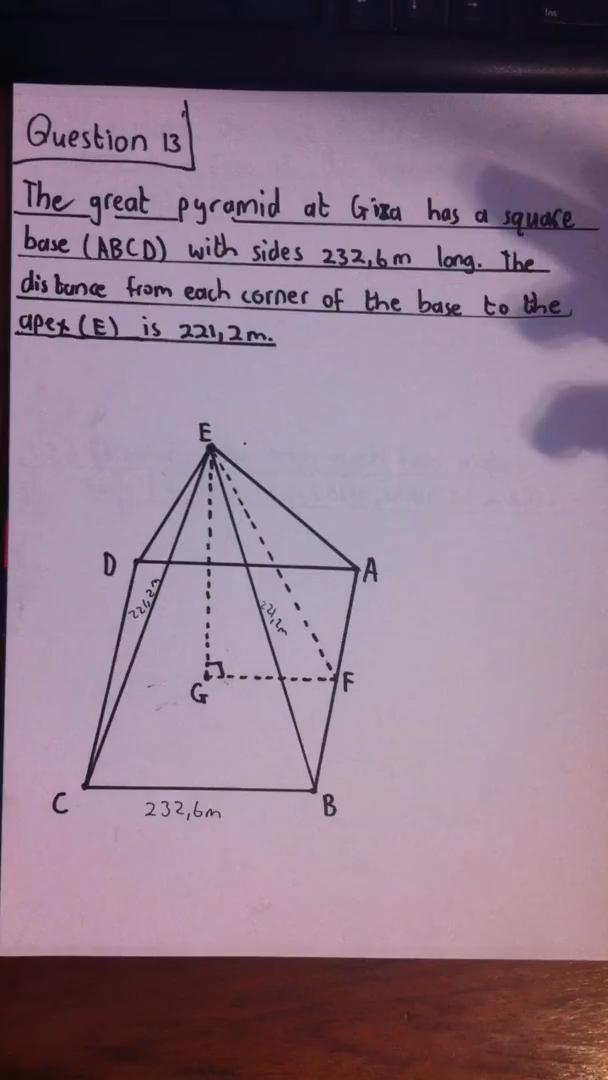 Ins
Question 13
The great pyramid at Giza has a square
base (ABCD) with sides 232,6m long. The
distance from each corner of the base to the
apex (E) is 221,2m.
E
D
A
221,2m
221,2m
G
F
C
B
232,6m